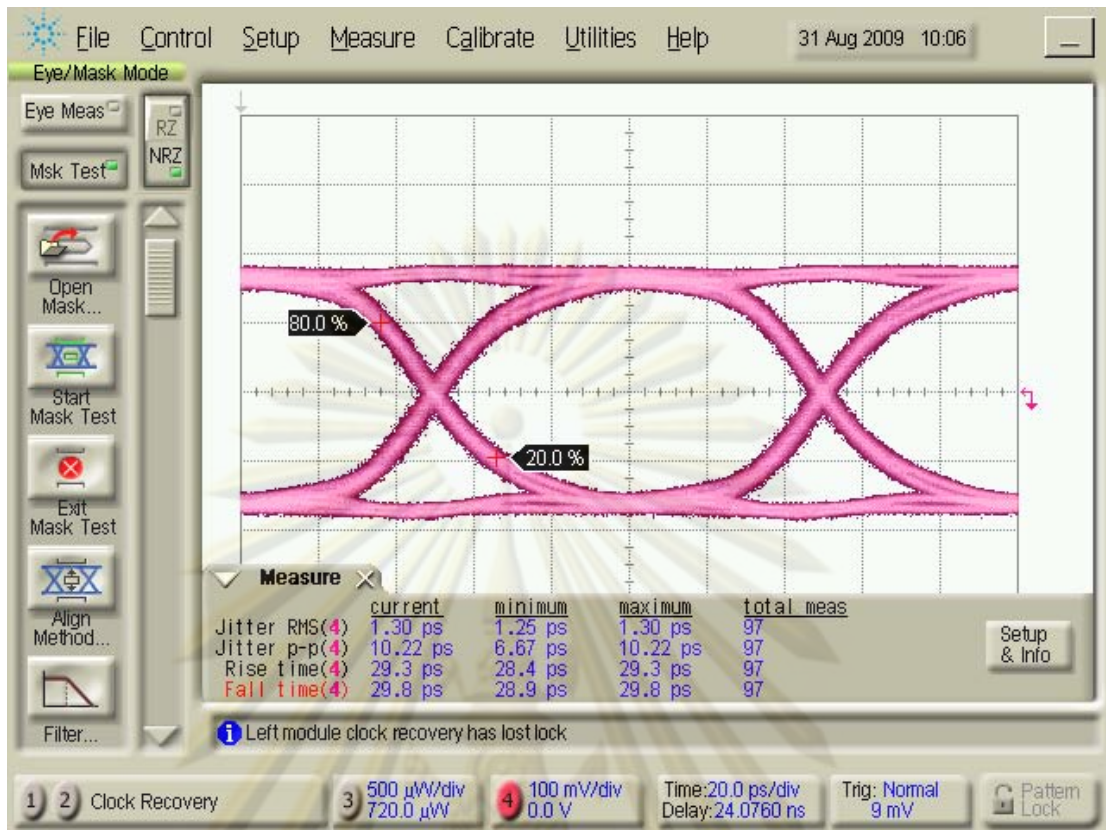 File Control Setup Measure Calibrate Utilities Help 31 Aug 2009 10:06
Eye/Mask Mode
Eye Meas
RZ
NRZ
Msk Test
Open
Mask...
80.0 %
Start
Mask Test
20.0 %
Exit
Mask Test
Align
Method...
Filter...
Measure
current minimum maximum total meas
Jitter RMS(4) 1.30 ps 1.25 ps 1.30 ps 97
Jitter p-p(4) 10.22 ps 6.67 ps 10.22 ps 97
Rise time(4) 29.3 ps 28.4 ps 29.3 ps 97
Fall time(4) 29.8 ps 28.9 ps 29.8 ps 97
Setup
& Info
Left module clock recovery has lost lock
1 2 Clock Recovery
3 500 µW/div
720.0 µW
4 100 mV/div
0.0 V
Time:20.0 ps/div
Delay:24.0760 ns
Trig: Normal
9 mV
Pattern
Lock